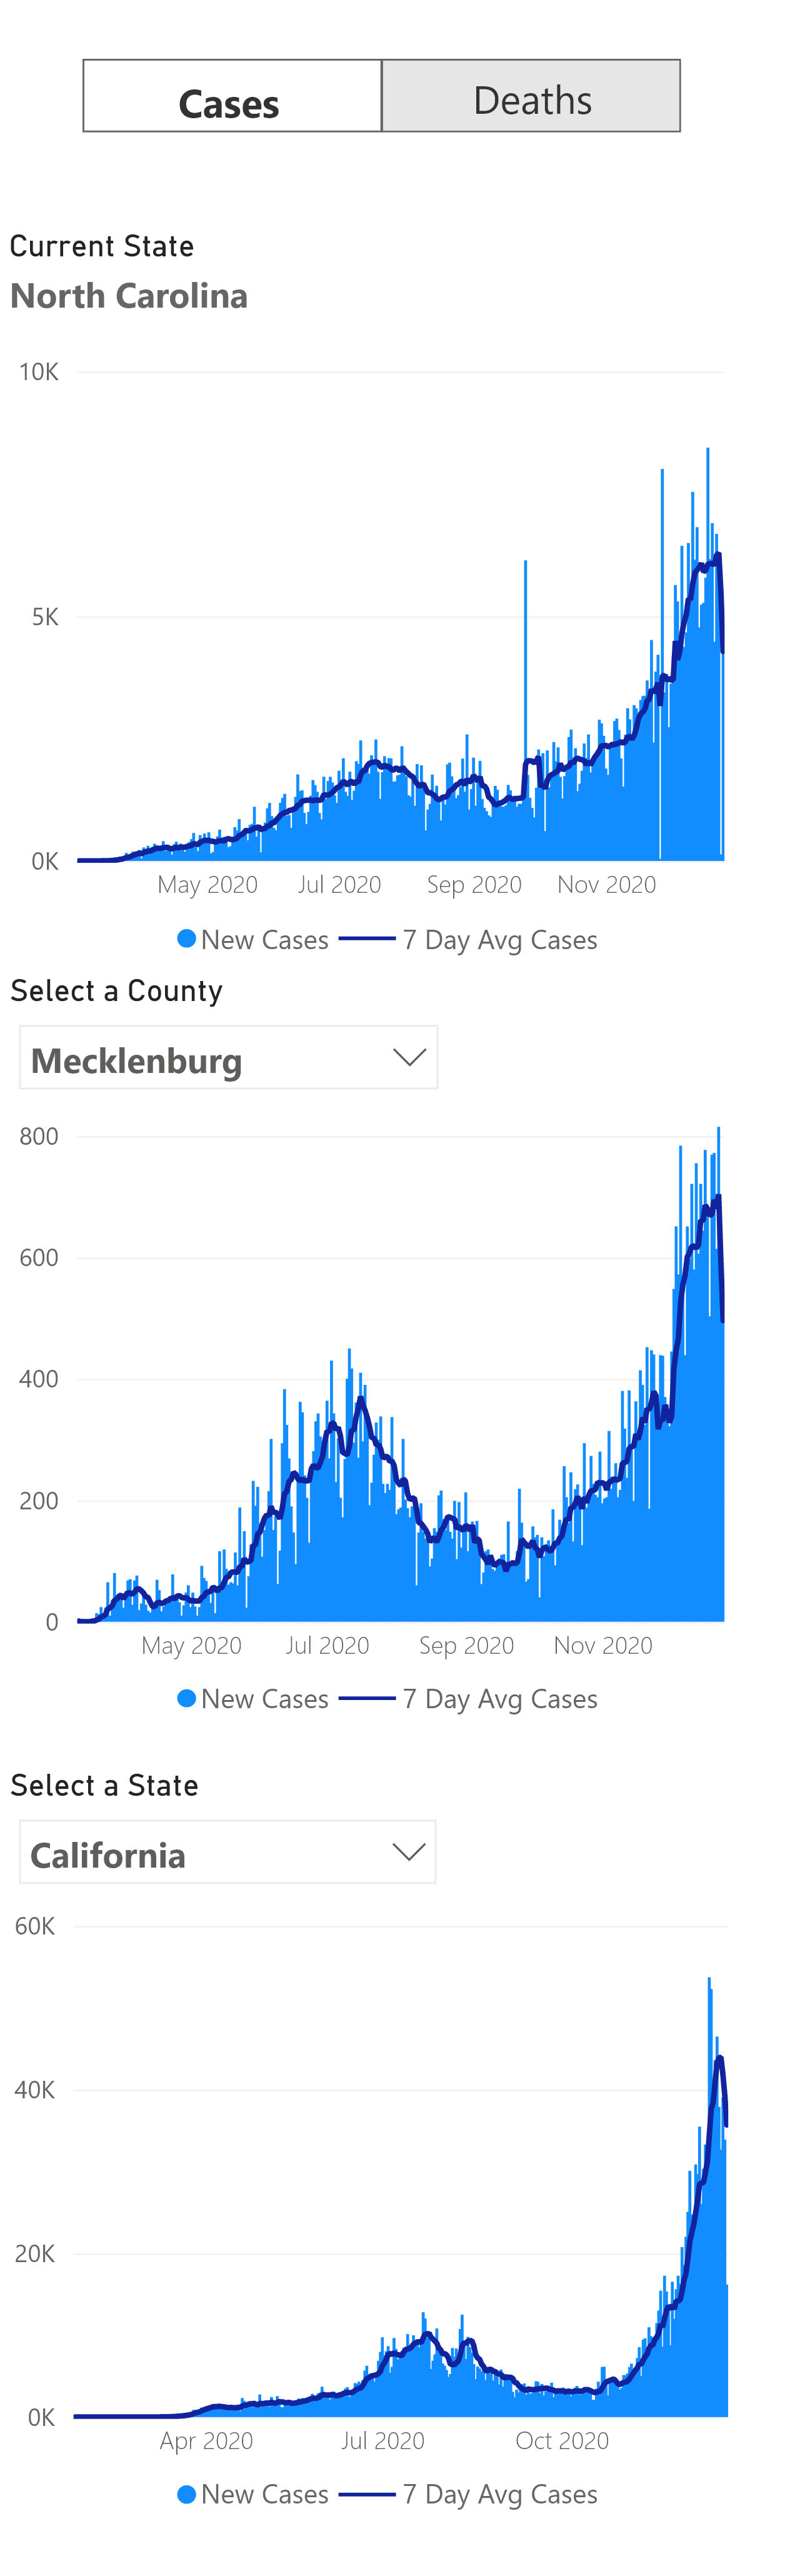 Cases Deaths
Current State
North Carolina
10K
5K
0K
May 2020 Jul 2020 Sep 2020 Nov 2020
New Cases 7 Day Avg Cases
Select a County
Mecklenburg
800
600
400
200
0
May 2020 Jul 2020 Sep 2020 Nov 2020
New Cases 7 Day Avg Cases
Select a State
California
60K
40K
20K
0K
Apr 2020 Jul 2020 Oct 2020
New Cases 7 Day Avg Cases